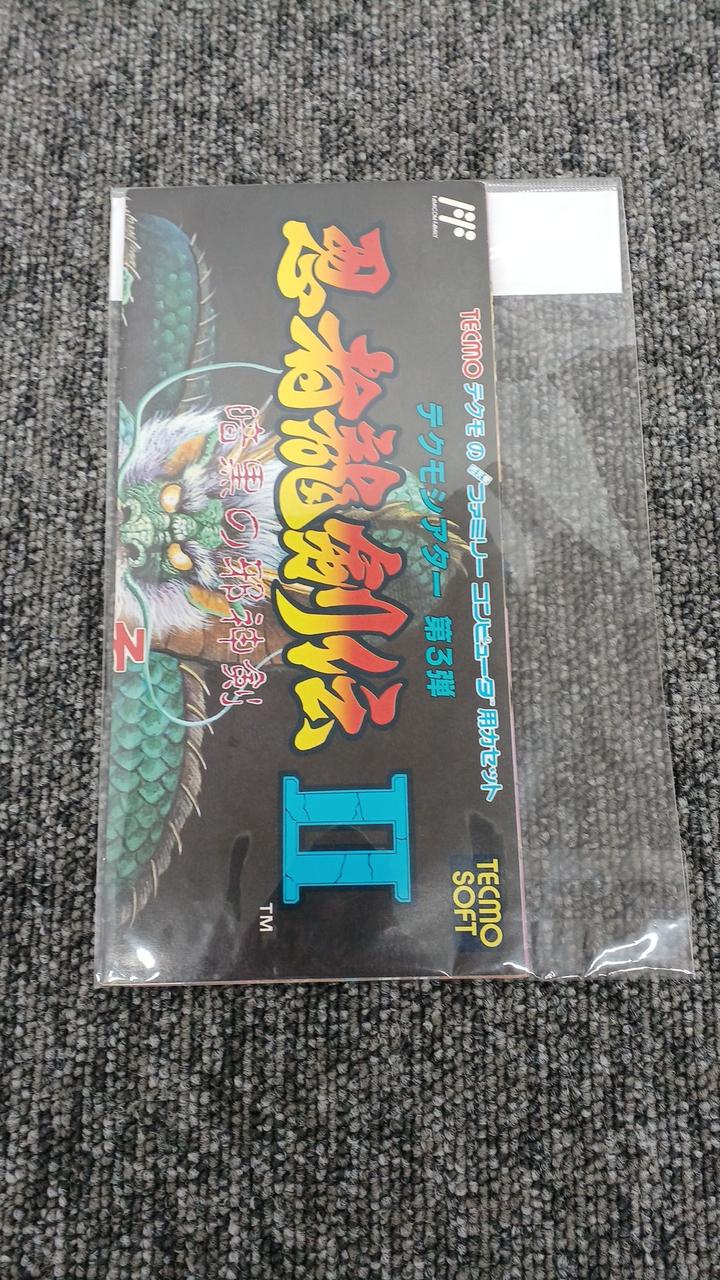 FAMICOM FAMILY
TECMO テクモの ファミリーコンピュータ用カセット
TECMO
SOFT
テクモシアター 第3弾
忍者龍剣伝 II
TM
暗黒の邪神剣
N